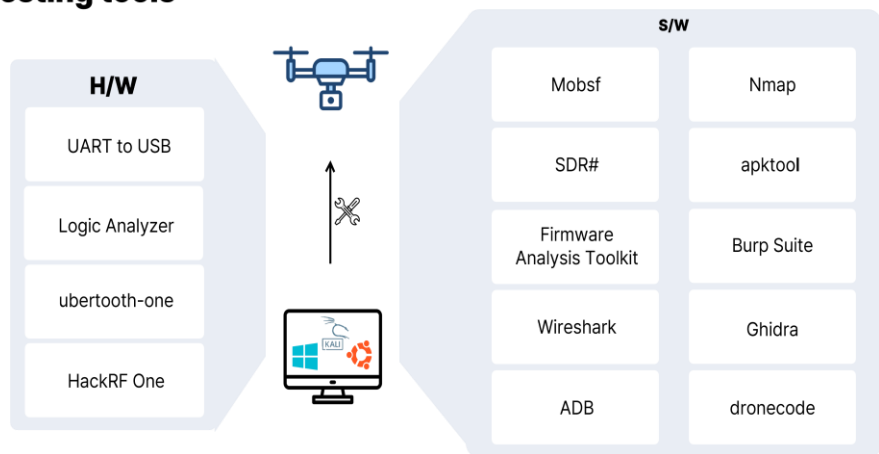 H/W
UART to USB
Logic Analyzer
ubertooth-one
HackRF One
KALI
S/W
Mobsf
Nmap
SDR#
apktool
Firmware
Analysis Toolkit
Burp Suite
Wireshark
Ghidra
ADB
dronecode